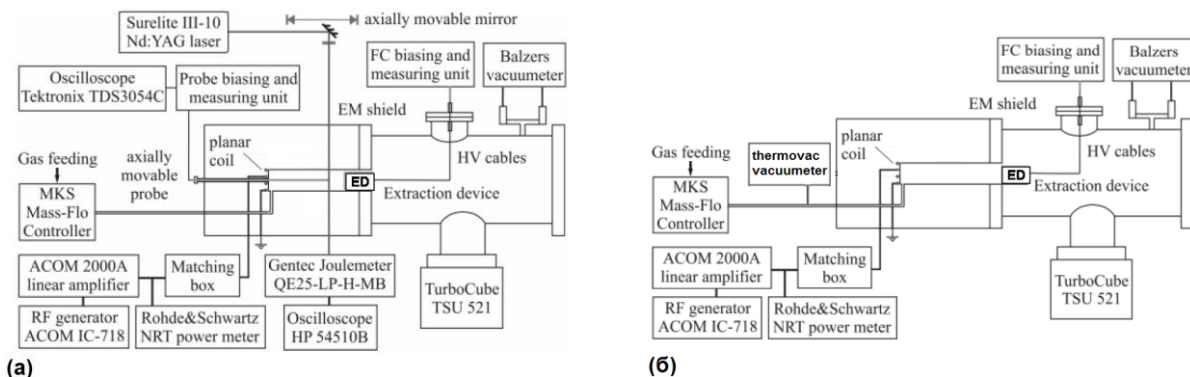 Surelite III-10
Nd:YAG laser
axially movable mirror
Oscilloscope
Tektronix TDS3054C
Probe biasing and
measuring unit
FC biasing and
measuring unit
Balzers
vacuumeter
EM shield
planar
coil
HV cables
Gas feeding
axially
movable
probe
ED
Extraction device
MKS
Mass-Flo
Controller
ACOM 2000A
linear amplifier
Matching
box
Gentec Joulemeter
QE25-LP-H-MB
TurboCube
TSU 521
RF generator
ACOM IC-718
Rohde&Schwartz
NRT power meter
Oscilloscope
HP 54510B
(а)
FC biasing and
measuring unit
Balzers
vacuumeter
EM shield
planar
coil
HV cables
Gas feeding
thermovac
vacuumeter
ED
Extraction device
MKS
Mass-Flo
Controller
ACOM 2000A
linear amplifier
Matching
box
TurboCube
TSU 521
RF generator
ACOM IC-718
Rohde&Schwartz
NRT power meter
(б)